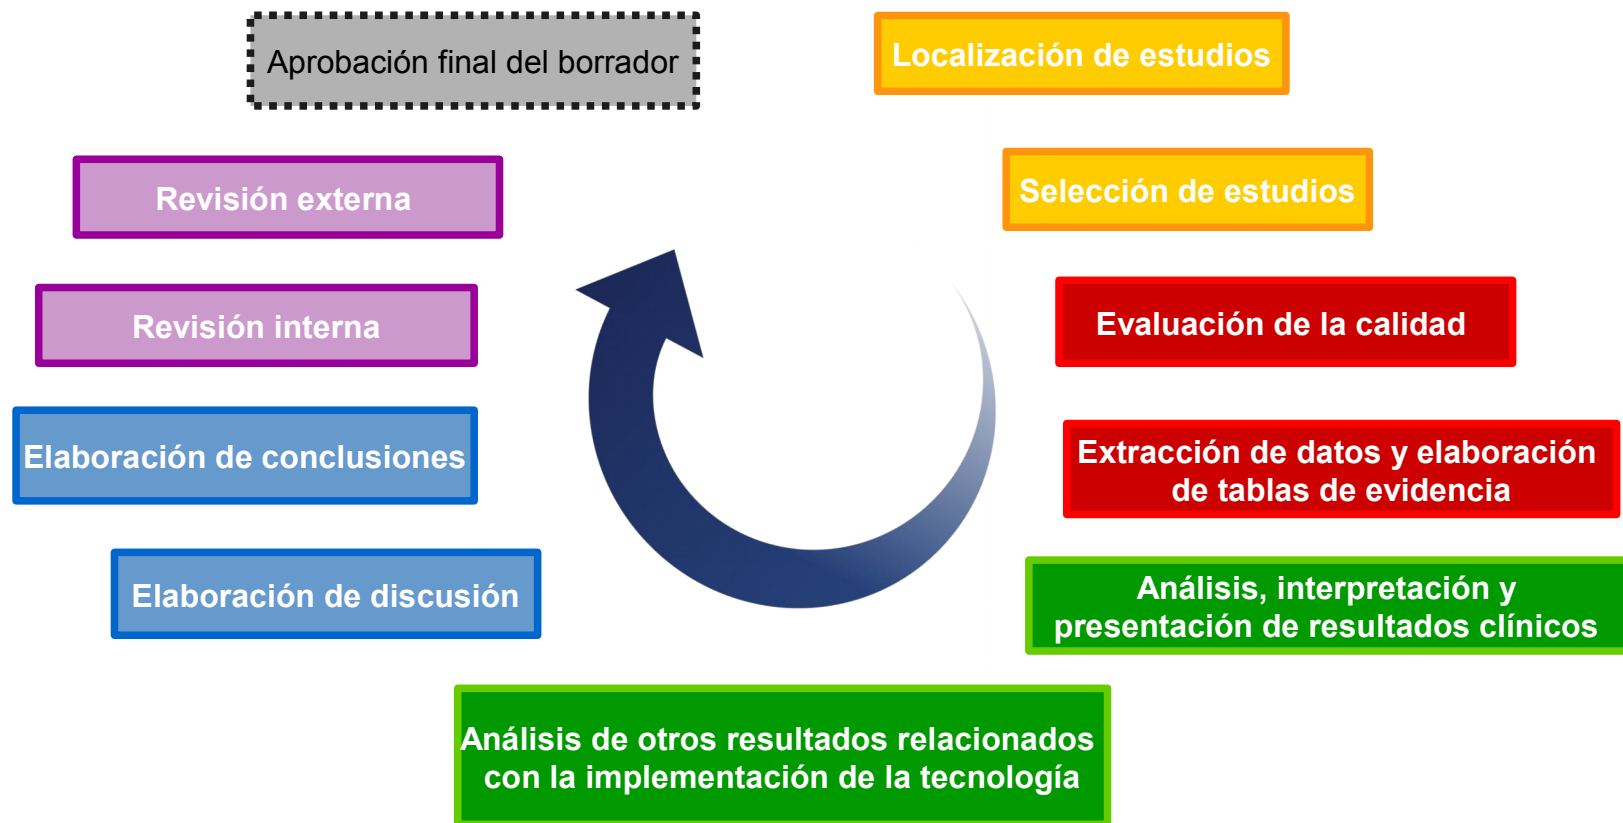 Aprobación final del borrador
Localización de estudios
Revisión externa
Selección de estudios
Revisión interna
Evaluación de la calidad
Elaboración de conclusiones
Extracción de datos y elaboración
de tablas de evidencia
Elaboración de discusión
Análisis, interpretación y
presentación de resultados clínicos
Análisis de otros resultados relacionados
con la implementación de la tecnología